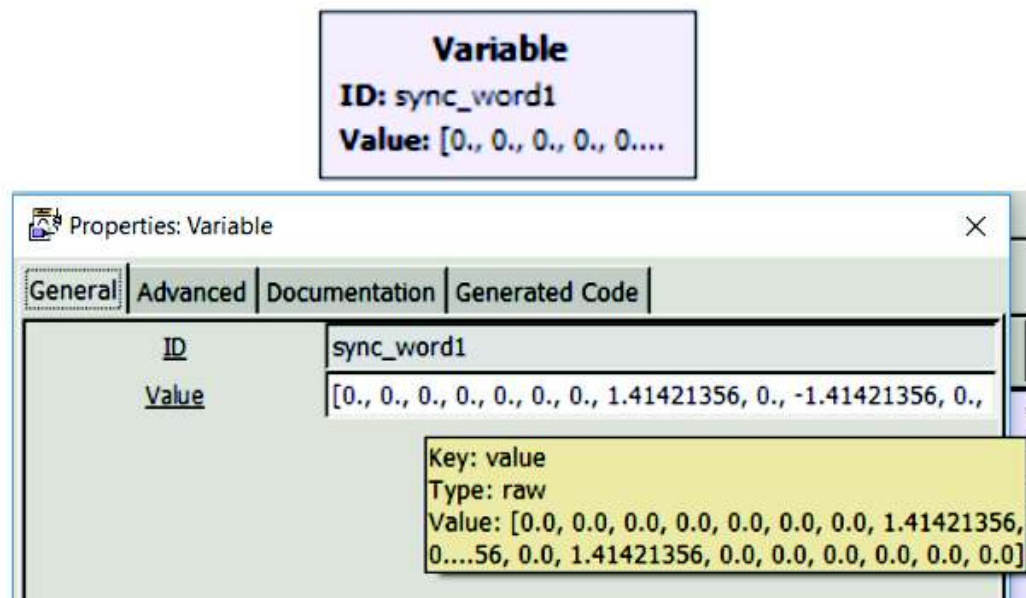 Variable
ID: sync_word1
Value: [0., 0., 0., 0., 0....
Properties: Variable
General Advanced Documentation Generated Code
ID sync_word1
Value [0., 0., 0., 0., 0., 0., 0., 1.41421356, 0., -1.41421356, 0.,
Key: value
Type: raw
Value: [0.0, 0.0, 0.0, 0.0, 0.0, 0.0, 0.0, 1.41421356,
0....56, 0.0, 1.41421356, 0.0, 0.0, 0.0, 0.0, 0.0, 0.0]